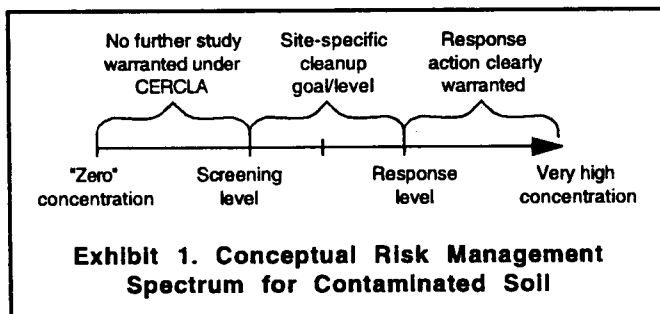 No further study
warranted under
CERCLA
Site-specific
cleanup
goal/level
Response
action clearly
warranted
"Zero"
concentration
Screening
level
Response
level
Very high
concentration
Exhibit 1. Conceptual Risk Management
Spectrum for Contaminated Soil